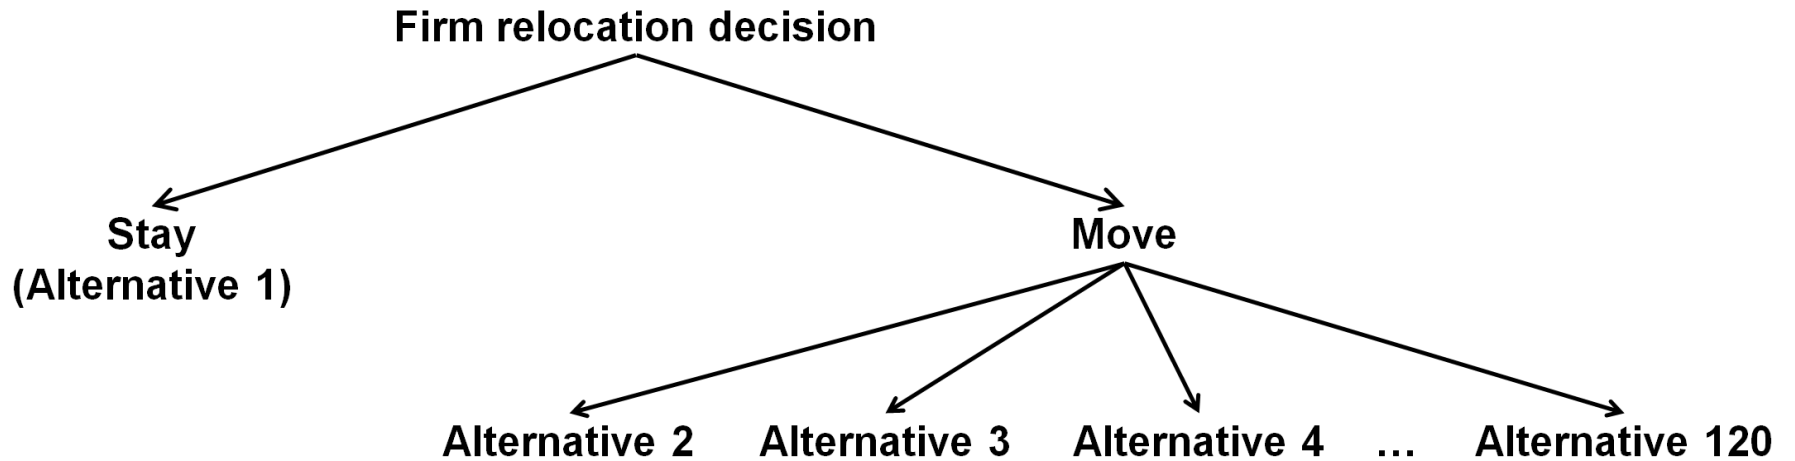 Firm relocation decision
Stay
(Alternative 1)
Move
Alternative 2 Alternative 3 Alternative 4 ... Alternative 120